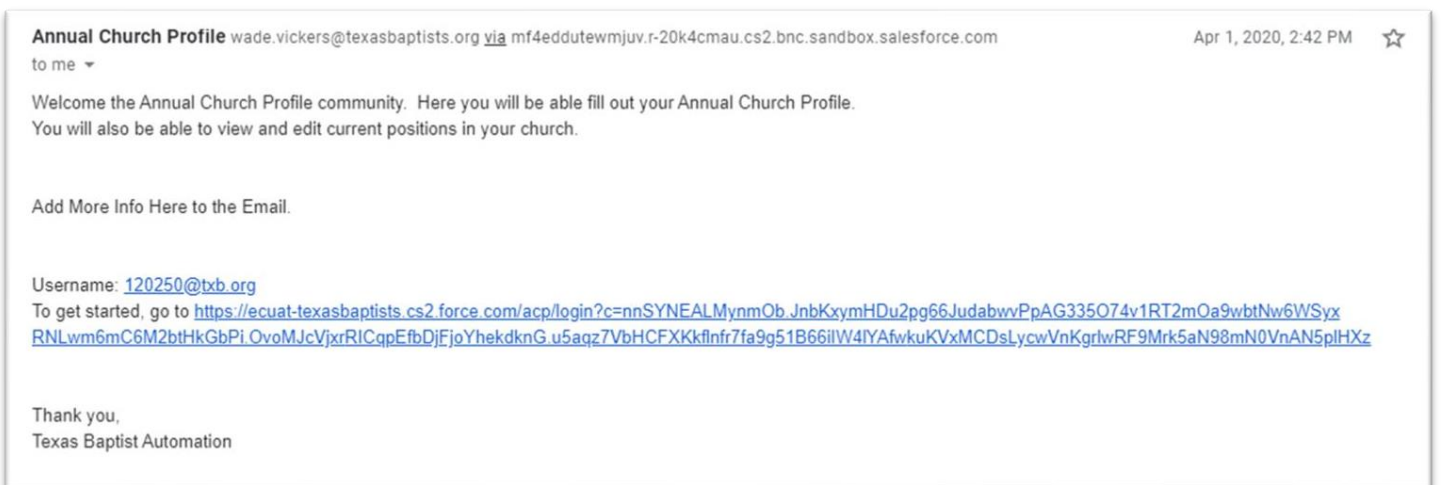 Annual Church Profile wade.vickers@texasbaptists.org via mf4eddutewmjuv.r-20k4cmau.cs2.bnc.sandbox.salesforce.com Apr 1, 2020, 2:42 PM
to me
Welcome the Annual Church Profile community. Here you will be able fill out your Annual Church Profile.
You will also be able to view and edit current positions in your church.
Add More Info Here to the Email.
Username: 120250@txb.org
To get started, go to https://ecuat-texasbaptists.cs2.force.com/acp/login?c=nnSYNEALMynmOb.JnbKxymHDu2pg66JudabwvPpAG335O74v1RT2mOa9wbtNw6WSyx
RNLwm6mC6M2btHkGbPi.OvoMJcVjxrRICqpEfbDjFjoYhekdknG.u5aqz7VbHCFXKkflnfr7fa9g51B66ilW4lYAfwkuKVxMCDsLycwVnKgrlwRF9Mrk5aN98mN0VnAN5plHXz
Thank you,
Texas Baptist Automation